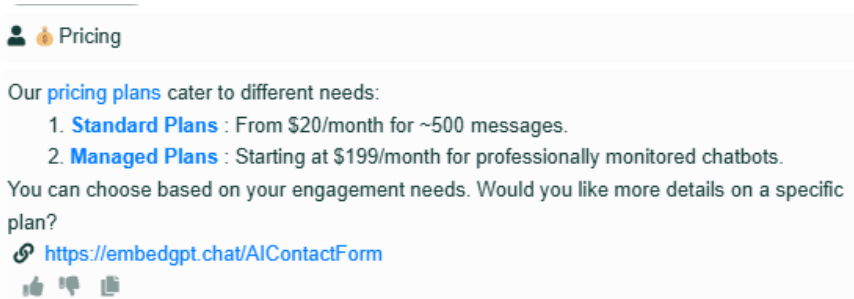 Pricing
Our pricing plans cater to different needs:
1. Standard Plans : From $20/month for ~500 messages.
2. Managed Plans : Starting at $199/month for professionally monitored chatbots.
You can choose based on your engagement needs. Would you like more details on a specific
plan?
https://embedgpt.chat/AIContactForm